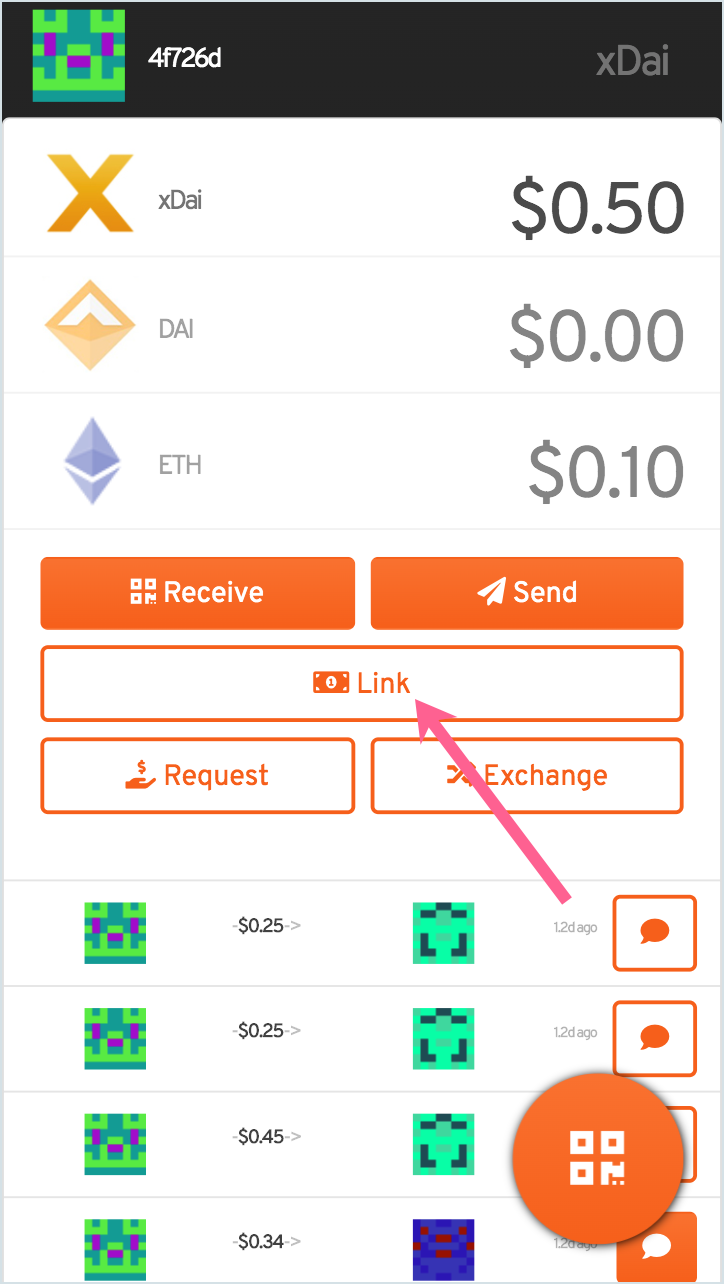 4f726d
xDai
xDai
$0.50
DAI
$0.00
ETH
$0.10
Receive
Send
1 Link
$ Request
Exchange
-$0.25->
1.2d ago
-$0.25->
1.2d ago
-$0.45->
-$0.34->
1.2d ago